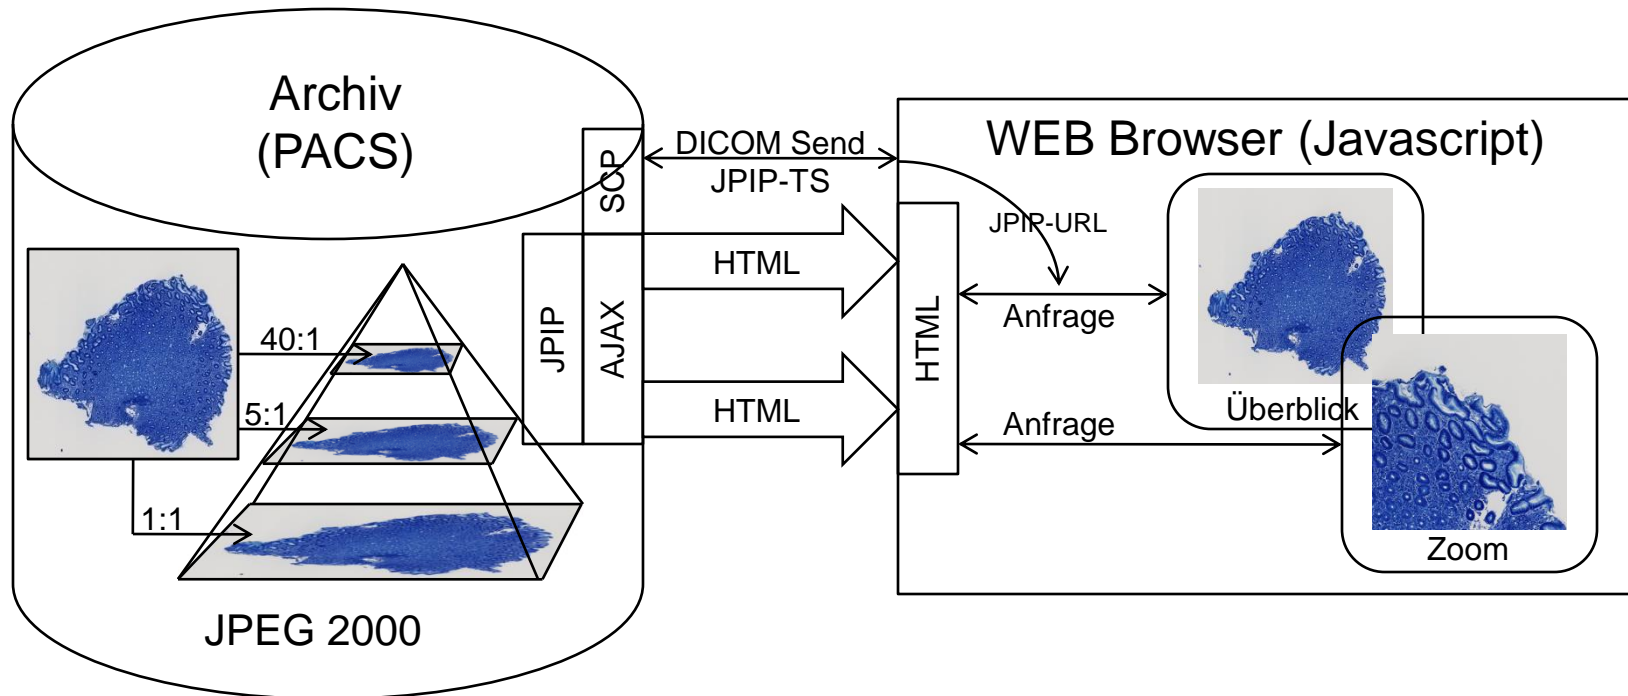 Archiv
(PACS)
SCP
DICOM Send
JPIP-TS
WEB Browser (Javascript)
JPIP-URL
40:1
5:1
1:1
JPIP
AJAX
HTML
HTML
HTML
Anfrage
Anfrage
Überblick
Zoom
JPEG 2000